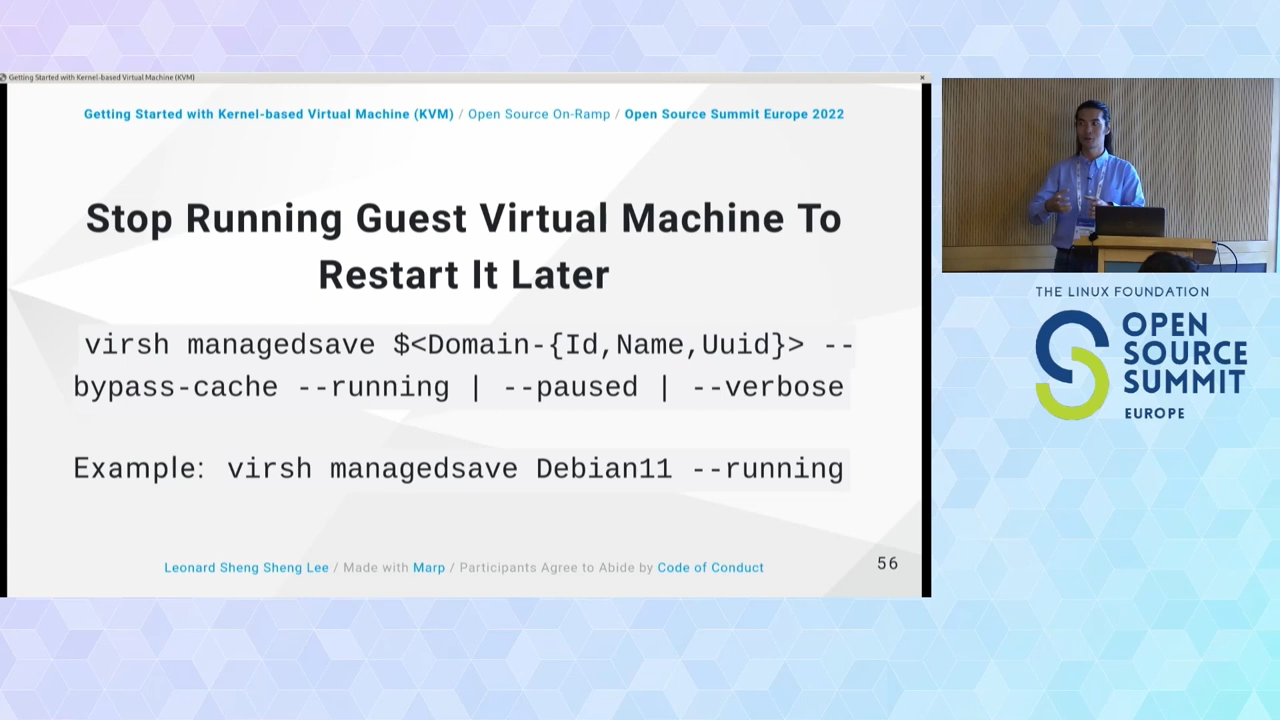 Getting Started with Kernel-based Virtual Machine (KVM)
Getting Started with Kernel-based Virtual Machine (KVM) / Open Source On-Ramp / Open Source Summit Europe 2022
Stop Running Guest Virtual Machine To
Restart It Later
virsh managedsave $<Domain-{Id,Name,Uuid}> --
bypass-cache --running | --paused | --verbose
Example: virsh managedsave Debian11 --running
Leonard Sheng Sheng Lee / Made with Marp / Participants Agree to Abide by Code of Conduct
56
THE LINUX FOUNDATION
OPEN
SOURCE
SUMMIT
EUROPE